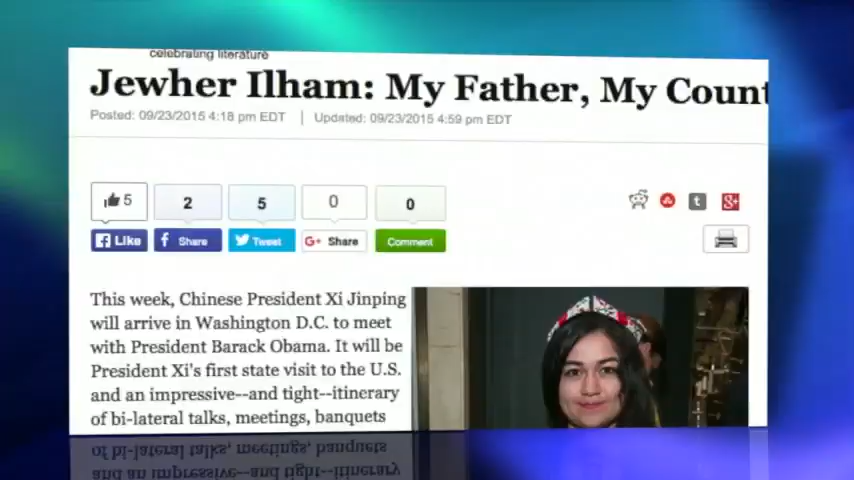 celebrating literature
Jewher Ilham: My Father, My Count
Posted: 09/23/2015 4:18 pm EDT | Updated: 09/23/2015 4:59 pm EDT
5 2 5 0 0
Like Share Tweet G+ Share Comment
This week, Chinese President Xi Jinping
will arrive in Washington D.C. to meet
with President Barack Obama. It will be
President Xi's first state visit to the U.S.
and an impressive--and tight--itinerary
of bi-lateral talks, meetings, banquets